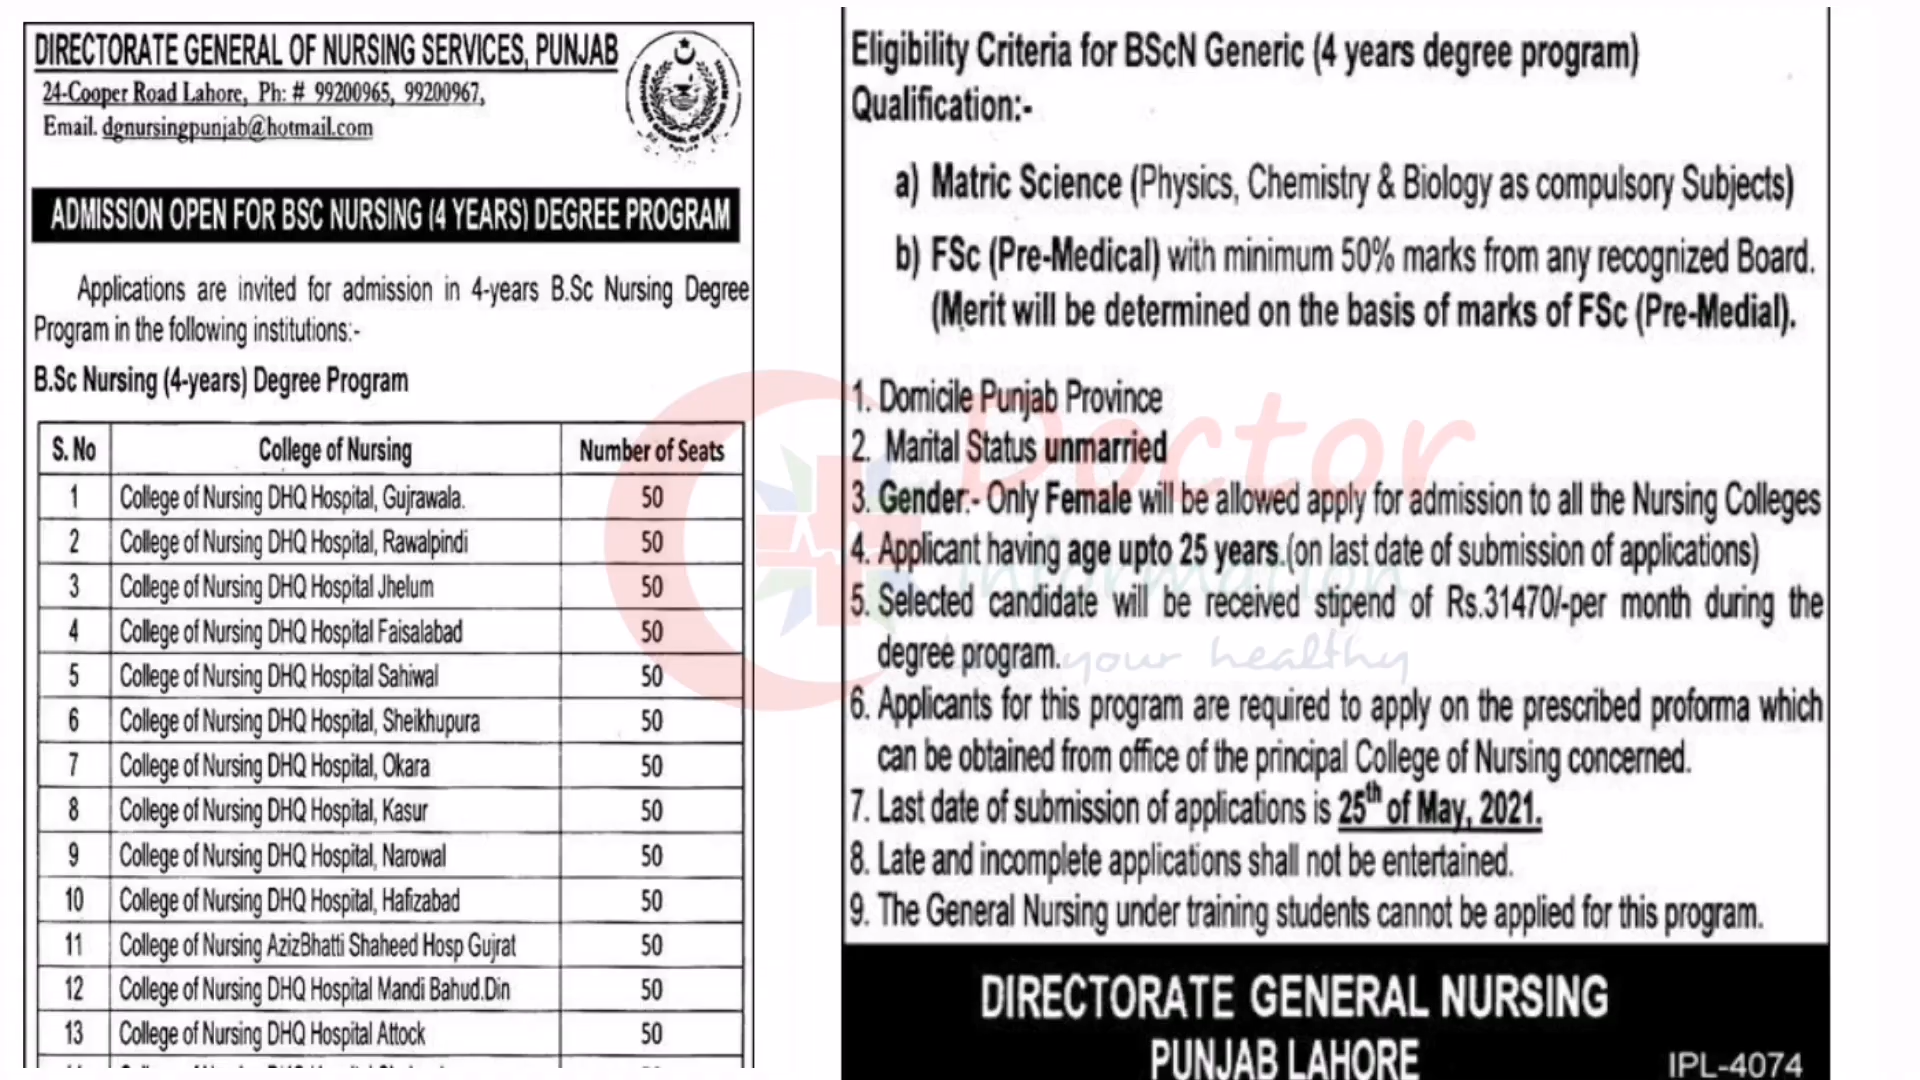 DIRECTORATE GENERAL OF NURSING SERVICES, PUNJAB
24-Cooper Road Lahore, Ph: # 99200965, 99200967,
Email. dgnursingpunjab@hotmail.com
ADMISSION OPEN FOR BSC NURSING (4 YEARS) DEGREE PROGRAM
Applications are invited for admission in 4-years B.Sc Nursing Degree
Program in the following institutions:-
B.Sc Nursing (4-years) Degree Program
S. No College of Nursing Number of Seats
1 College of Nursing DHQ Hospital, Gujrawala. 50
2 College of Nursing DHQ Hospital, Rawalpindi 50
3 College of Nursing DHQ Hospital Jhelum 50
4 College of Nursing DHQ Hospital Faisalabad 50
5 College of Nursing DHQ Hospital Sahiwal 50
6 College of Nursing DHQ Hospital, Sheikhupura 50
7 College of Nursing DHQ Hospital, Okara 50
8 College of Nursing DHQ Hospital, Kasur 50
9 College of Nursing DHQ Hospital, Narowal 50
10 College of Nursing DHQ Hospital, Hafizabad 50
11 College of Nursing AzizBhatti Shaheed Hosp Gujrat 50
12 College of Nursing DHQ Hospital Mandi Bahud.Din 50
13 College of Nursing DHQ Hospital Attock 50
Eligibility Criteria for BScN Generic (4 years degree program)
Qualification:-
a) Matric Science (Physics, Chemistry & Biology as compulsory Subjects)
b) FSc (Pre-Medical) with minimum 50% marks from any recognized Board.
(Merit will be determined on the basis of marks of FSc (Pre-Medial).
1. Domicile Punjab Province
2. Marital Status unmarried
3. Gender:- Only Female will be allowed apply for admission to all the Nursing Colleges
4. Applicant having age upto 25 years.(on last date of submission of applications)
5. Selected candidate will be received stipend of Rs.31470/-per month during the
degree program.
6. Applicants for this program are required to apply on the prescribed proforma which
can be obtained from office of the principal College of Nursing concerned.
7. Last date of submission of applications is 25th of May, 2021.
8. Late and incomplete applications shall not be entertained.
9. The General Nursing under training students cannot be applied for this program.
DIRECTORATE GENERAL NURSING
PUNJAB LAHORE
IPL-4074
Doctor
Information
your healthy